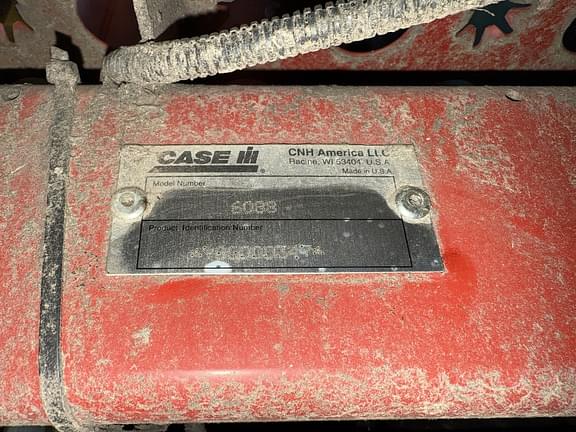 CASE IH
CNH America LLC
Racine, WI 53404 U.S.A.
Made in U.S.A.
Model Number
6088
Product Identification Number